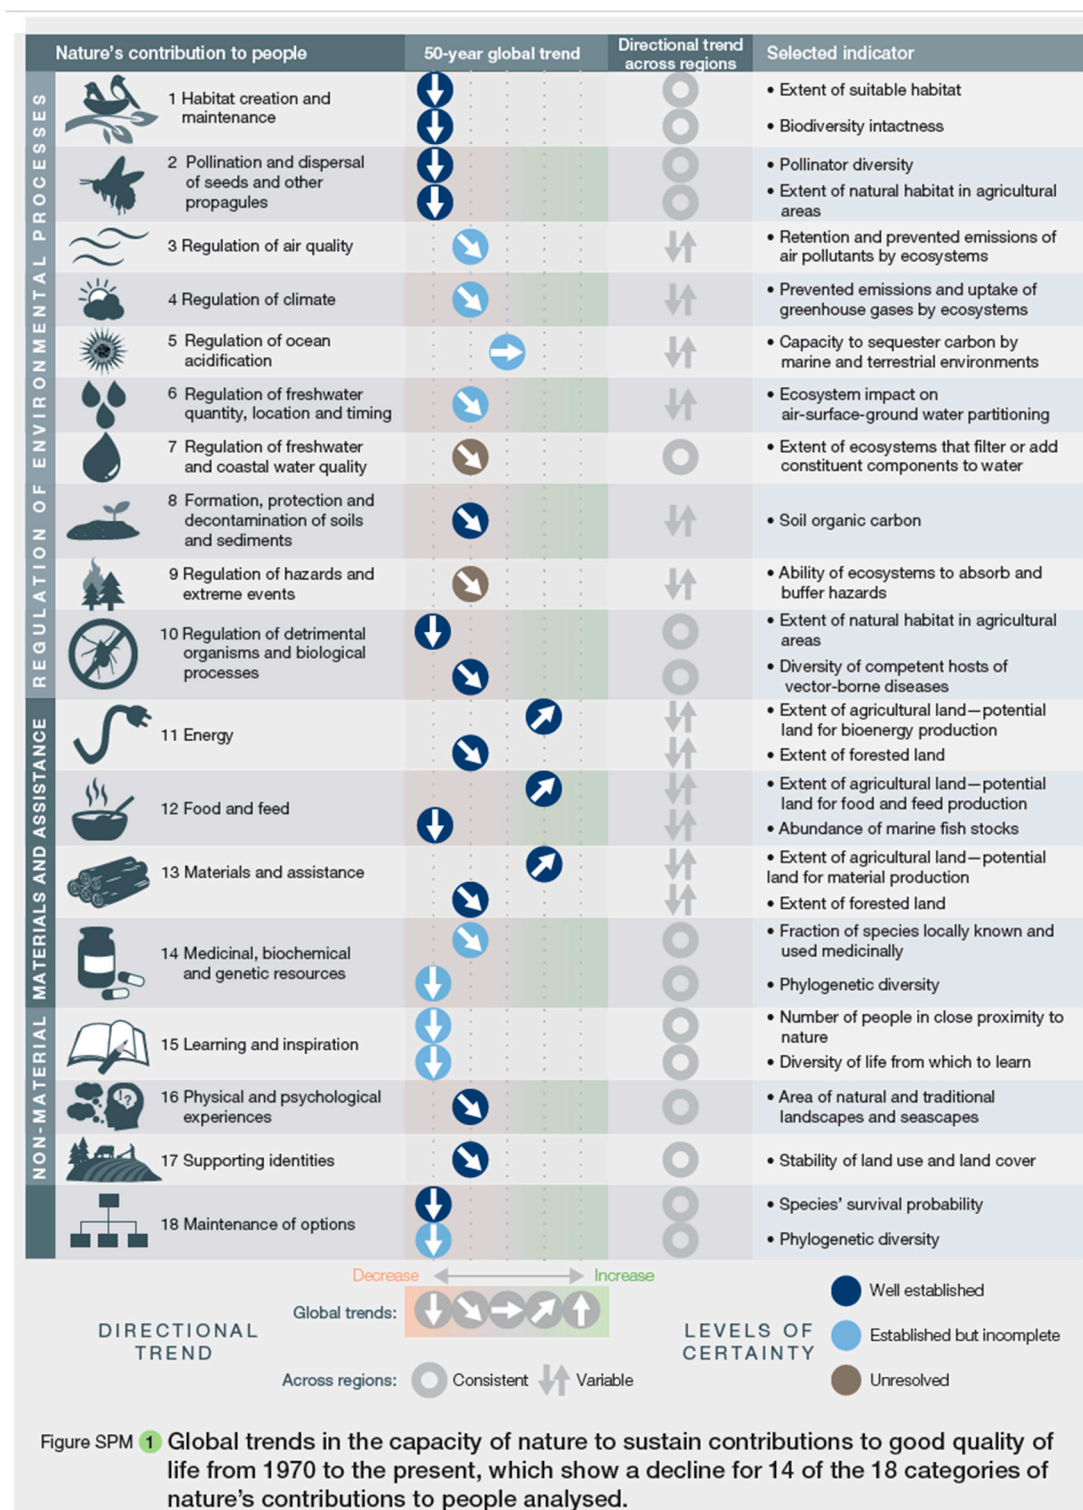 Nature's contribution to people
50-year global trend
Directional trend
across regions
Selected indicator
REGULATION OF ENVIRONMENTAL PROCESSES
1 Habitat creation and
maintenance
• Extent of suitable habitat
• Biodiversity intactness
2 Pollination and dispersal
of seeds and other
propagules
• Pollinator diversity
• Extent of natural habitat in agricultural
areas
3 Regulation of air quality
• Retention and prevented emissions of
air pollutants by ecosystems
4 Regulation of climate
• Prevented emissions and uptake of
greenhouse gases by ecosystems
5 Regulation of ocean
acidification
• Capacity to sequester carbon by
marine and terrestrial environments
6 Regulation of freshwater
quantity, location and timing
• Ecosystem impact on
air-surface-ground water partitioning
7 Regulation of freshwater
and coastal water quality
• Extent of ecosystems that filter or add
constituent components to water
8 Formation, protection and
decontamination of soils
and sediments
• Soil organic carbon
9 Regulation of hazards and
extreme events
• Ability of ecosystems to absorb and
buffer hazards
10 Regulation of detrimental
organisms and biological
processes
• Extent of natural habitat in agricultural
areas
• Diversity of competent hosts of
vector-borne diseases
MATERIALS AND ASSISTANCE
11 Energy
• Extent of agricultural land—potential
land for bioenergy production
• Extent of forested land
12 Food and feed
• Extent of agricultural land—potential
land for food and feed production
• Abundance of marine fish stocks
13 Materials and assistance
• Extent of agricultural land—potential
land for material production
• Extent of forested land
14 Medicinal, biochemical
and genetic resources
• Fraction of species locally known and
used medicinally
• Phylogenetic diversity
NON-MATERIAL
15 Learning and inspiration
• Number of people in close proximity to
nature
• Diversity of life from which to learn
!?
16 Physical and psychological
experiences
• Area of natural and traditional
landscapes and seascapes
17 Supporting identities
• Stability of land use and land cover
18 Maintenance of options
• Species' survival probability
• Phylogenetic diversity
Decrease
Increase
Global trends:
DIRECTIONAL
TREND
Across regions:
Consistent
Variable
LEVELS OF
CERTAINTY
Well established
Established but incomplete
Unresolved
Figure SPM 1 Global trends in the capacity of nature to sustain contributions to good quality of
life from 1970 to the present, which show a decline for 14 of the 18 categories of
nature's contributions to people analysed.